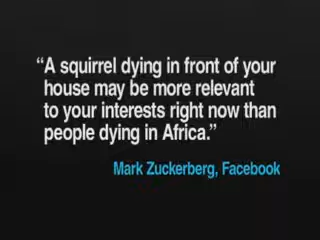 “A squirrel dying in front of your
house may be more relevant
to your interests right now than
people dying in Africa.”
Mark Zuckerberg, Facebook